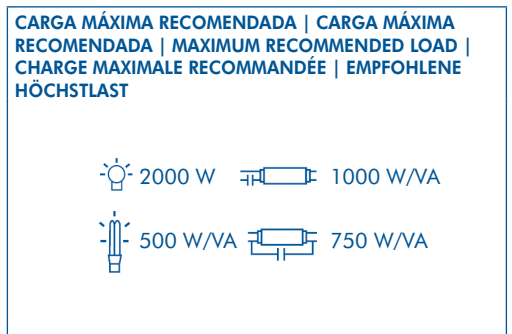 CARGA MÁXIMA RECOMENDADA | CARGA MÁXIMA
RECOMENDADA | MAXIMUM RECOMMENDED LOAD |
CHARGE MAXIMALE RECOMMANDÉE | EMPFOHLENE
HÖCHSTLAST
2000 W 1000 W/VA
500 W/VA 750 W/VA